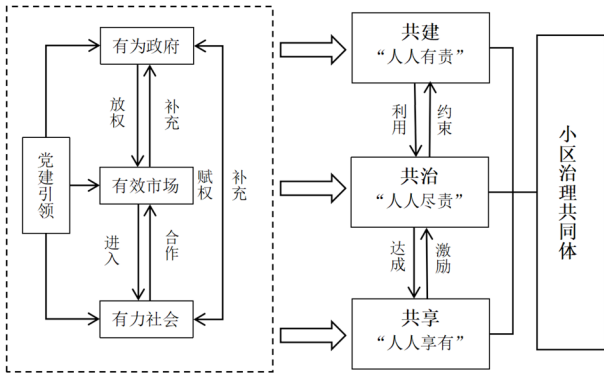 有为政府
放权
补充
党建引领
有效市场
赋权
补充
进入
合作
有力社会
共建
“人人有责”
利用
约束
共治
“人人尽责”
达成
激励
共享
“人人享有”
小区治理共同体